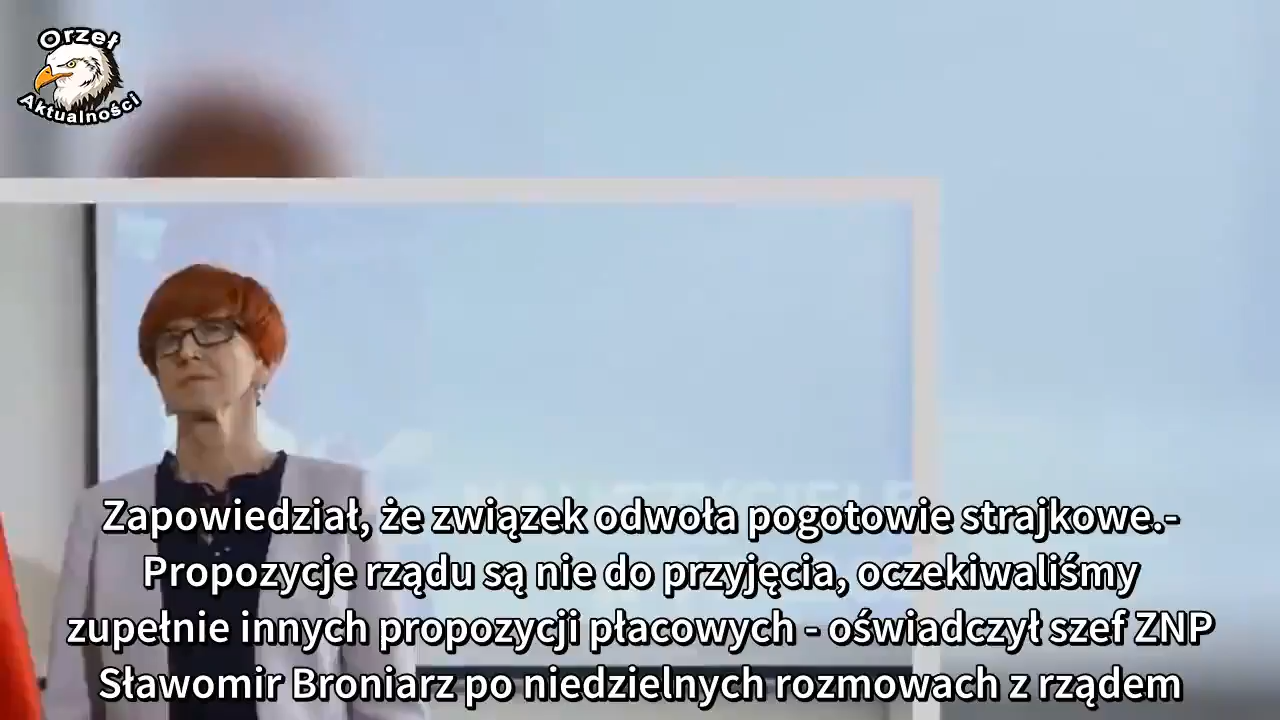 Orzeł
Aktualności
Zapowiedział, że związek odwoła pogotowie strajkowe.-
Propozycje rządu są nie do przyjęcia, oczekiwaliśmy
zupełnie innych propozycji płacowych - oświadczył szef ZNP
Sławomir Broniarz po niedzielnych rozmowach z rządem